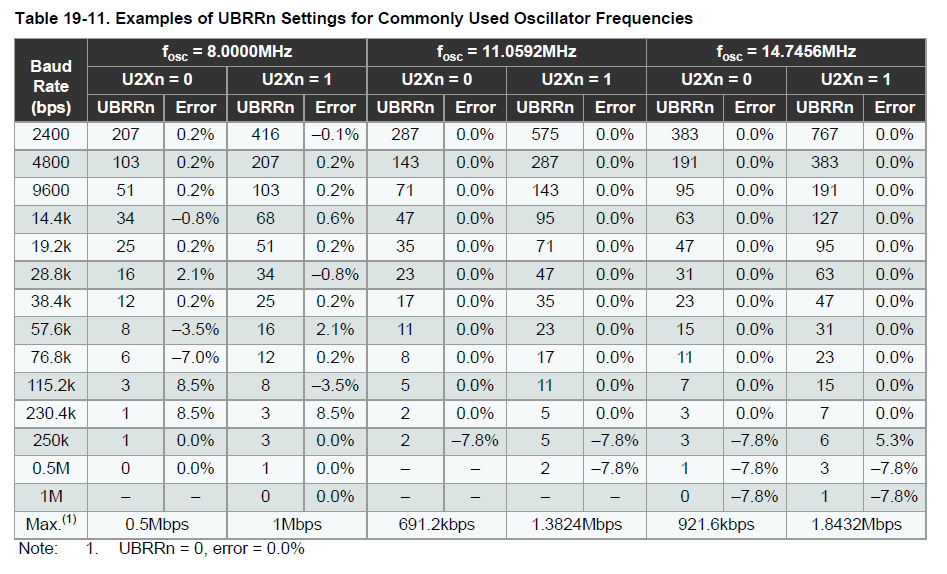 Table 19-11. Examples of UBRRn Settings for Commonly Used Oscillator Frequencies
Baud Rate (bps) fosc = 8.0000MHz fosc = 11.0592MHz fosc = 14.7456MHz
U2Xn = 0 U2Xn = 1 U2Xn = 0 U2Xn = 1 U2Xn = 0 U2Xn = 1
UBRRn Error UBRRn Error UBRRn Error UBRRn Error UBRRn Error UBRRn Error
2400 207 0.2% 416 –0.1% 287 0.0% 575 0.0% 383 0.0% 767 0.0%
4800 103 0.2% 207 0.2% 143 0.0% 287 0.0% 191 0.0% 383 0.0%
9600 51 0.2% 103 0.2% 71 0.0% 143 0.0% 95 0.0% 191 0.0%
14.4k 34 –0.8% 68 0.6% 47 0.0% 95 0.0% 63 0.0% 127 0.0%
19.2k 25 0.2% 51 0.2% 35 0.0% 71 0.0% 47 0.0% 95 0.0%
28.8k 16 2.1% 34 –0.8% 23 0.0% 47 0.0% 31 0.0% 63 0.0%
38.4k 12 0.2% 25 0.2% 17 0.0% 35 0.0% 23 0.0% 47 0.0%
57.6k 8 –3.5% 16 2.1% 11 0.0% 23 0.0% 15 0.0% 31 0.0%
76.8k 6 –7.0% 12 0.2% 8 0.0% 17 0.0% 11 0.0% 23 0.0%
115.2k 3 8.5% 8 –3.5% 5 0.0% 11 0.0% 7 0.0% 15 0.0%
230.4k 1 8.5% 3 8.5% 2 0.0% 5 0.0% 3 0.0% 7 0.0%
250k 1 0.0% 3 0.0% 2 –7.8% 5 –7.8% 3 –7.8% 6 5.3%
0.5M 0 0.0% 1 0.0% – – 2 –7.8% 1 –7.8% 3 –7.8%
1M – – 0 0.0% – – – – 0 –7.8% 1 –7.8%
Max.(1) 0.5Mbps 1Mbps 691.2kbps 1.3824Mbps 921.6kbps 1.8432Mbps
Note: 1. UBRRn = 0, error = 0.0%